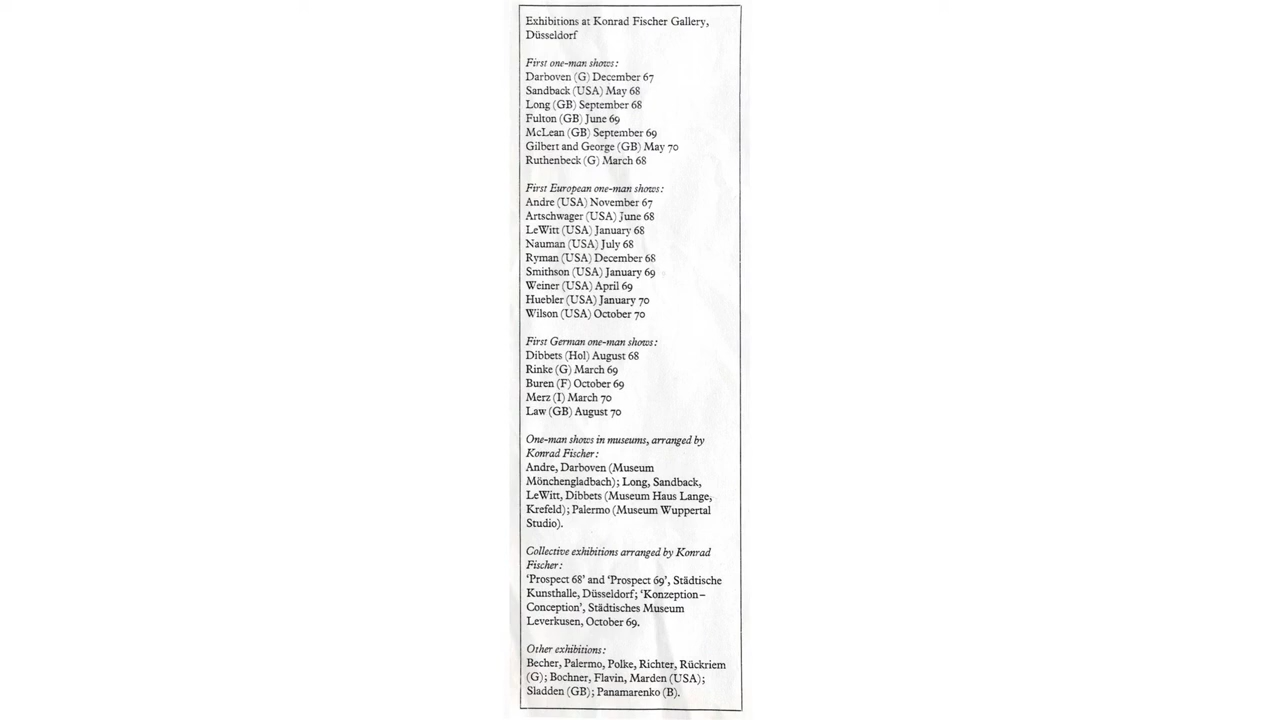 Exhibitions at Konrad Fischer Gallery,
Düsseldorf
First one-man shows:
Darboven (G) December 67
Sandback (USA) May 68
Long (GB) September 68
Fulton (GB) June 69
McLean (GB) September 69
Gilbert and George (GB) May 70
Ruthenbeck (G) March 68
First European one-man shows:
Andre (USA) November 67
Artschwager (USA) June 68
LeWitt (USA) January 68
Nauman (USA) July 68
Ryman (USA) December 68
Smithson (USA) January 69
Weiner (USA) April 69
Huebler (USA) January 70
Wilson (USA) October 70
First German one-man shows:
Dibbets (Hol) August 68
Rinke (G) March 69
Buren (F) October 69
Merz (I) March 70
Law (GB) August 70
One-man shows in museums, arranged by
Konrad Fischer:
Andre, Darboven (Museum
Mönchengladbach); Long, Sandback,
LeWitt, Dibbets (Museum Haus Lange,
Krefeld); Palermo (Museum Wuppertal
Studio).
Collective exhibitions arranged by Konrad
Fischer:
‘Prospect 68’ and ‘Prospect 69’, Städtische
Kunsthalle, Düsseldorf; ‘Konzeption–
Conception’, Städtisches Museum
Leverkusen, October 69.
Other exhibitions:
Becher, Palermo, Polke, Richter, Rückriem
(G); Bochner, Flavin, Marden (USA);
Sladden (GB); Panamarenko (B).